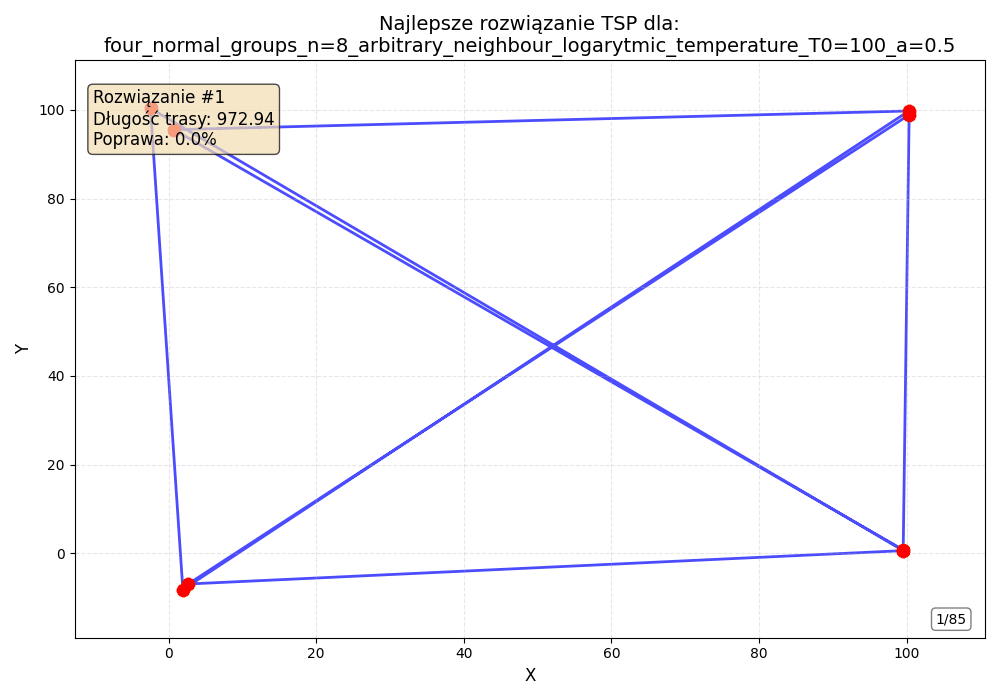 Najlepsze rozwiązanie TSP dla:
four_normal_groups_n=8_arbitrary_neighbour_logarytmic_temperature_T0=100_a=0.5
Rozwiązanie #1
Długość trasy: 972.94
Poprawa: 0.0%
100
80
60
40
20
0
Y
1/85
0 20 40 60 80 100
X